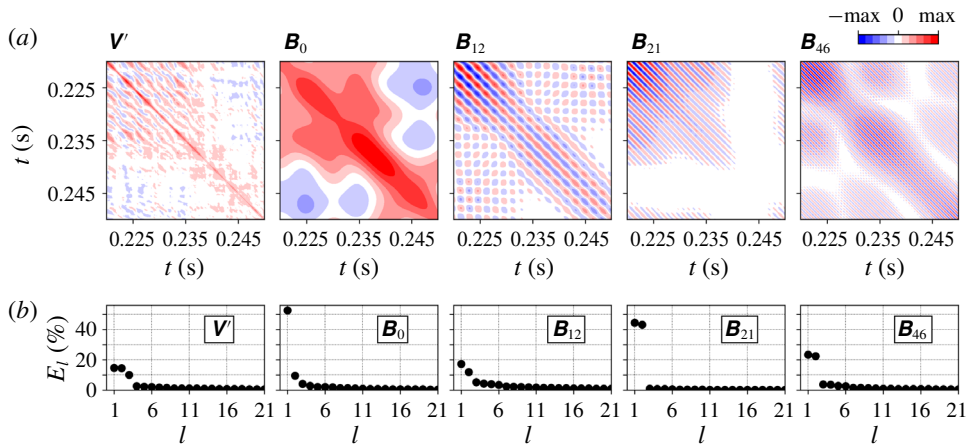 −max 0 max
(a) V′ B0 B12 B21 B46
t (s)
0.225
0.235
0.245
0.225 0.235 0.245 0.225 0.235 0.245 0.225 0.235 0.245 0.225 0.235 0.245 0.225 0.235 0.245
t (s) t (s) t (s) t (s) t (s)
(b) V′ B0 B12 B21 B46
E_l (%)
40
20
0
1 6 11 16 21 1 6 11 16 21 1 6 11 16 21 1 6 11 16 21 1 6 11 16 21
l l l l l